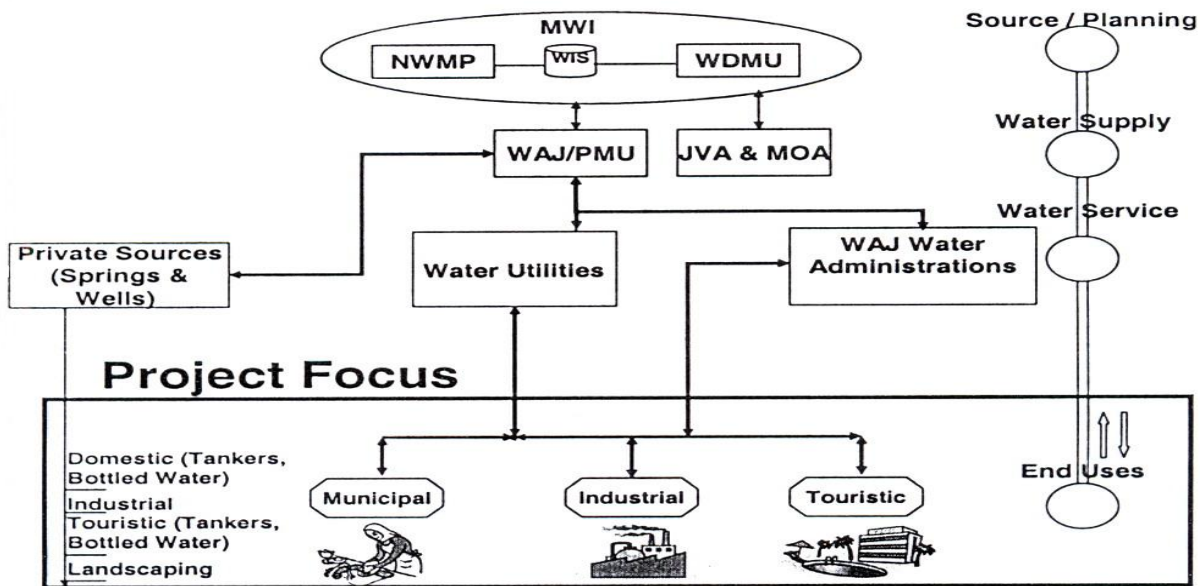 Source / Planning
MWI
NWMP
WIS
WDMU
Water Supply
WAJ/PMU
JVA & MOA
Water Service
Private Sources
(Springs &
Wells)
Water Utilities
WAJ Water
Administrations
Project Focus
Domestic (Tankers,
Bottled Water)
Industrial
Touristic (Tankers,
Bottled Water)
Landscaping
Municipal
Industrial
Touristic
End Uses